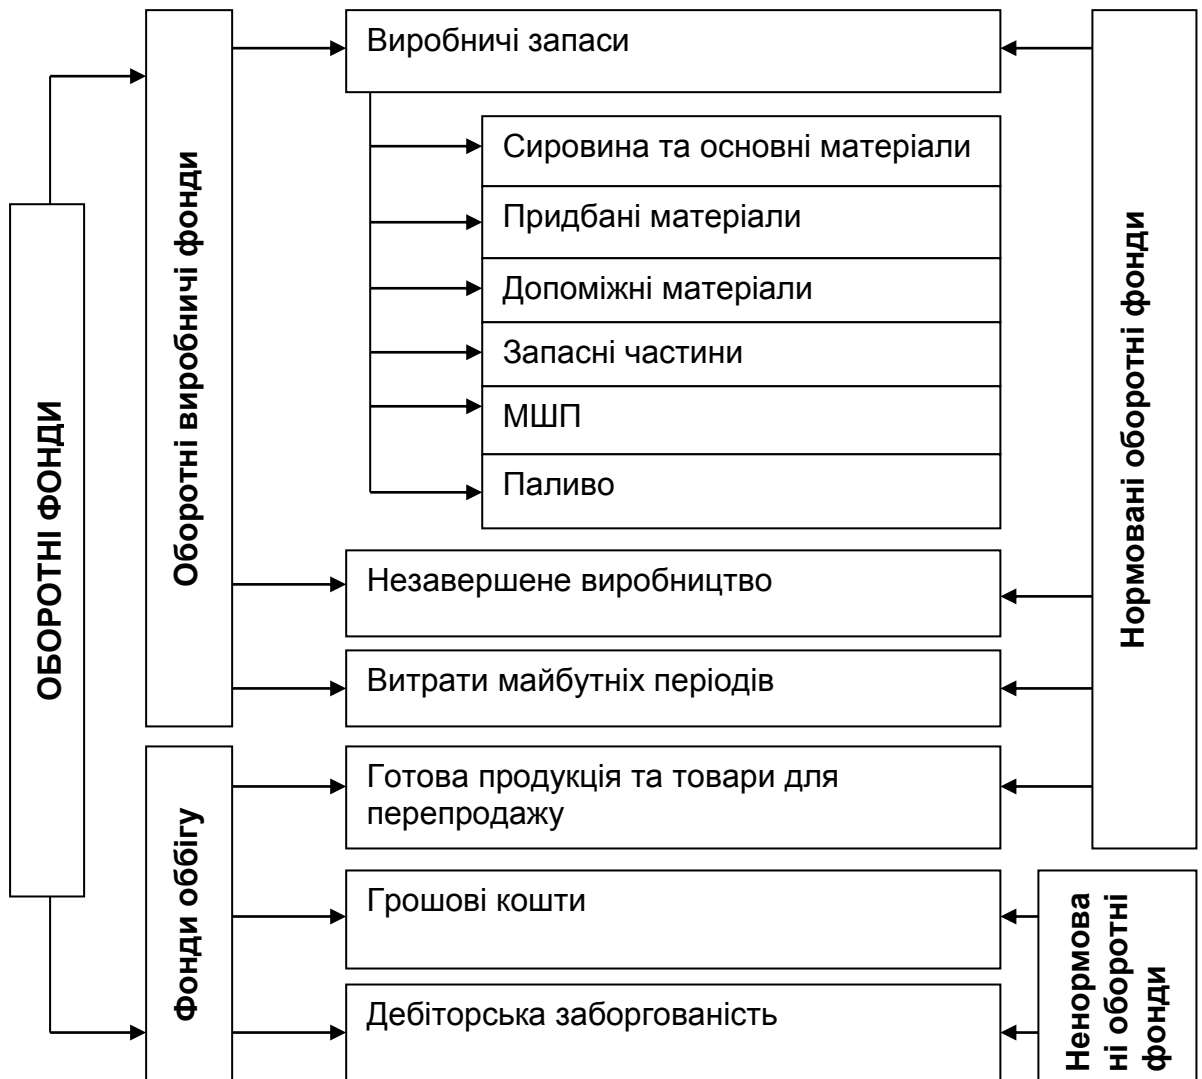 ОБОРОТНІ ФОНДИ
Оборотні виробничі фонди
Виробничі запаси
Сировина та основні матеріали
Придбані матеріали
Допоміжні матеріали
Запасні частини
МШП
Паливо
Незавершене виробництво
Витрати майбутніх періодів
Нормовані оборотні фонди
Фонди оббігу
Готова продукція та товари для
перепродажу
Грошові кошти
Дебіторська заборгованість
Ненормова
ні оборотні
фонди